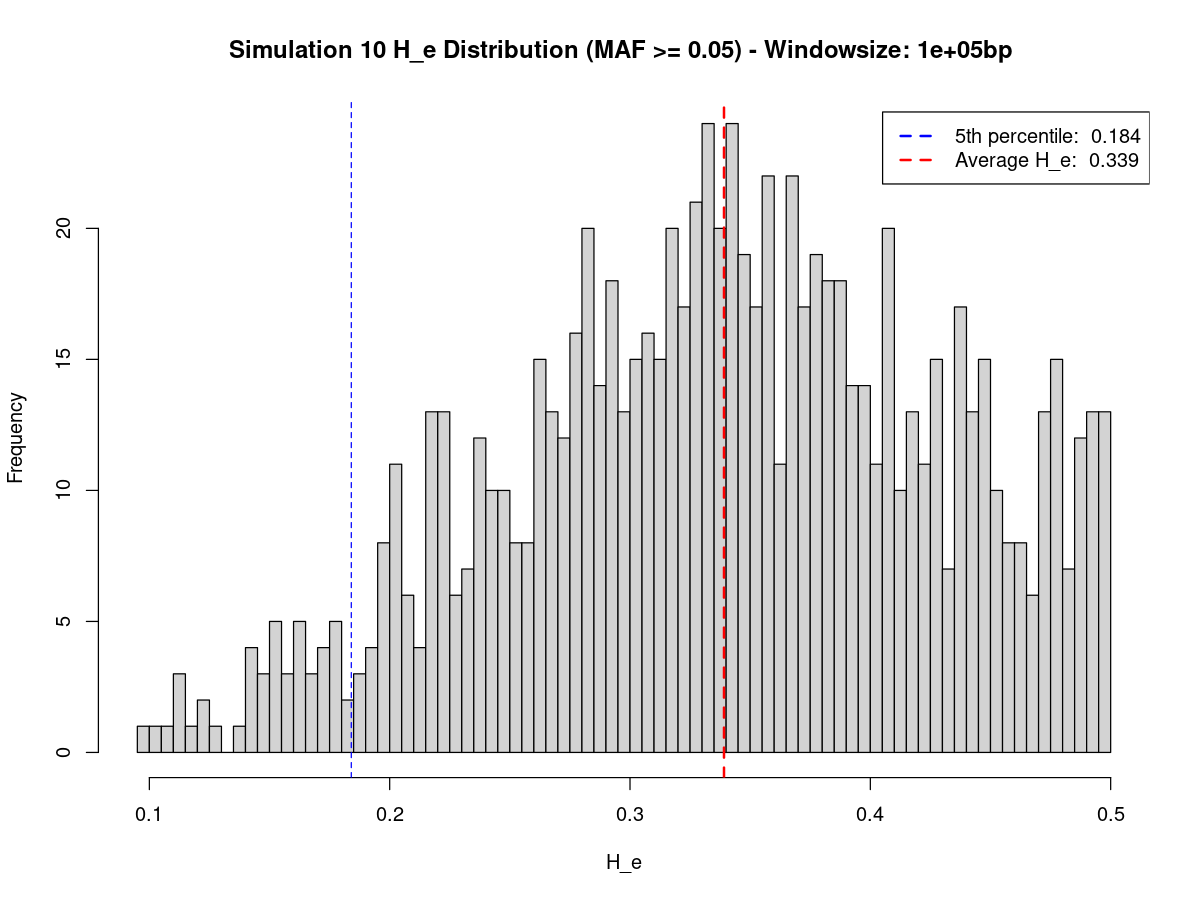 Simulation 10 H_e Distribution (MAF >= 0.05) - Windowsize: 1e+05bp
5th percentile:  0.184
Average H_e:  0.339
Frequency
20
15
10
5
0
0.1 0.2 0.3 0.4 0.5
H_e